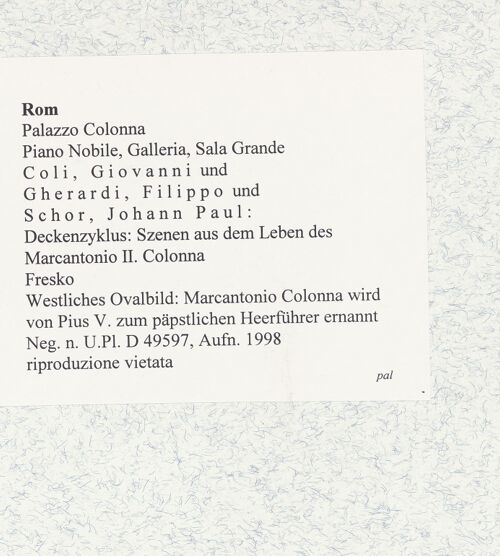 Rom
Palazzo Colonna
Piano Nobile, Galleria, Sala Grande
Coli, Giovanni und
Gherardi, Filippo und
Schor, Johann Paul:
Deckenzyklus: Szenen aus dem Leben des
Marcantonio II. Colonna
Fresko
Westliches Ovalbild: Marcantonio Colonna wird
von Pius V. zum päpstlichen Heerführer ernannt
Neg. n. U.Pl. D 49597, Aufn. 1998
riproduzione vietata
pal